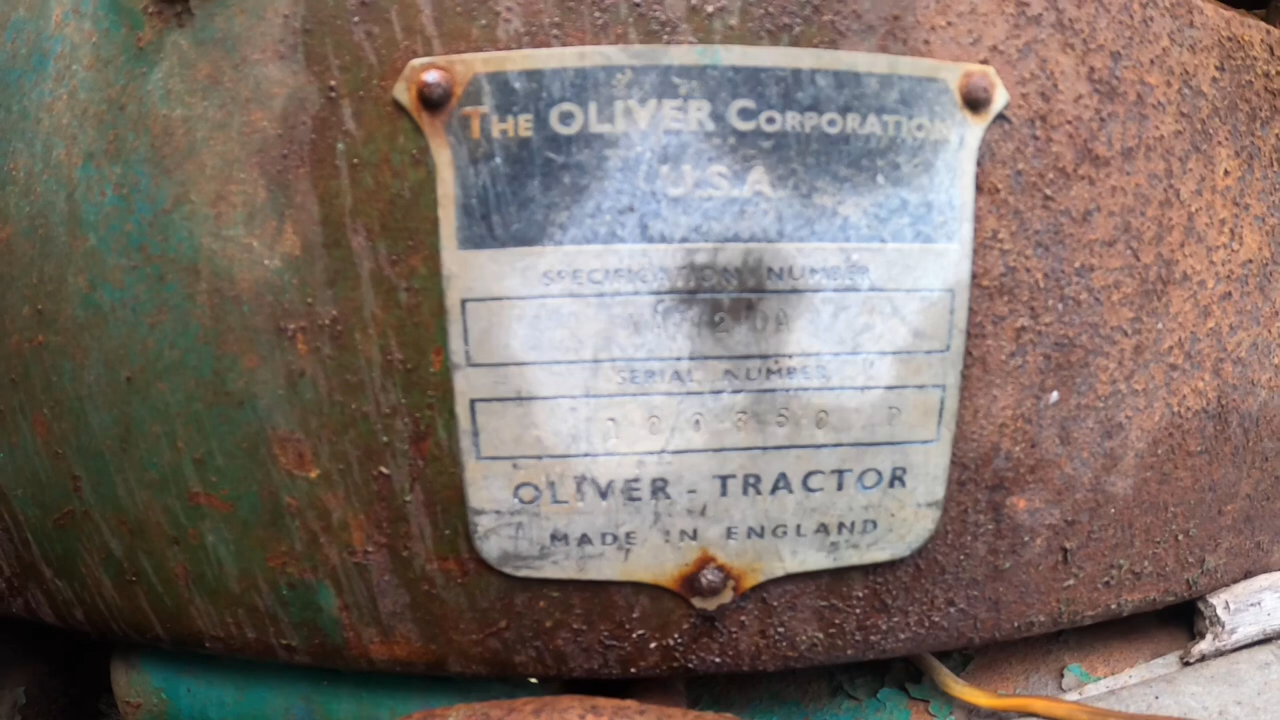 THE OLIVER CORPORATION
U.S.A
SPECIFICATION NUMBER
SERIAL NUMBER
OLIVER - TRACTOR
MADE IN ENGLAND